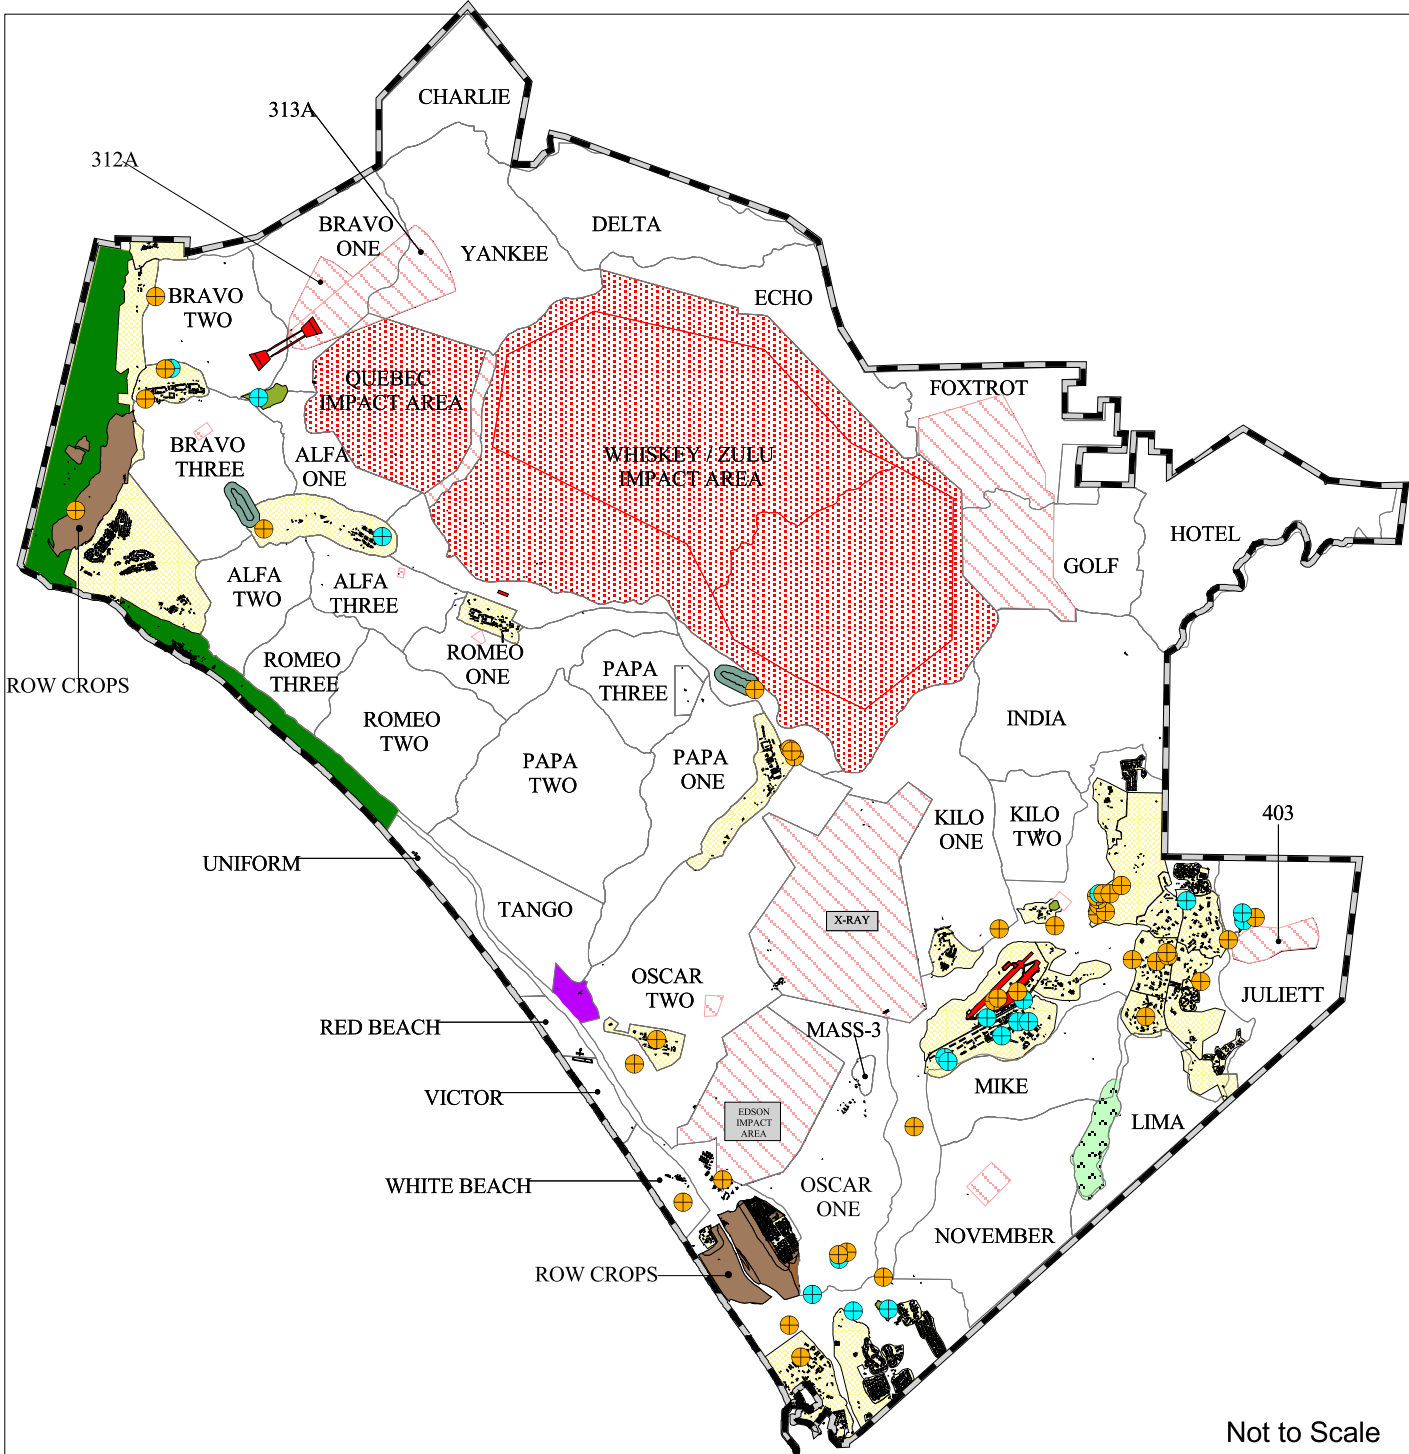 CHARLIE
313A
312A
BRAVO
ONE
DELTA
YANKEE
BRAVO
TWO
ECHO
QUEBEC
IMPACT AREA
FOXTROT
BRAVO
THREE
ALFA
ONE
WHISKEY / ZULU
IMPACT AREA
HOTEL
GOLF
ALFA
TWO
ALFA
THREE
ROMEO
ONE
ROMEO
THREE
PAPA
THREE
ROW CROPS
ROMEO
TWO
INDIA
PAPA
TWO
PAPA
ONE
KILO
ONE
KILO
TWO
403
UNIFORM
TANGO
X-RAY
OSCAR
TWO
JULIETT
RED BEACH
MASS-3
MIKE
VICTOR
EDSON
IMPACT
AREA
LIMA
WHITE BEACH
OSCAR
ONE
NOVEMBER
ROW CROPS
Not to Scale